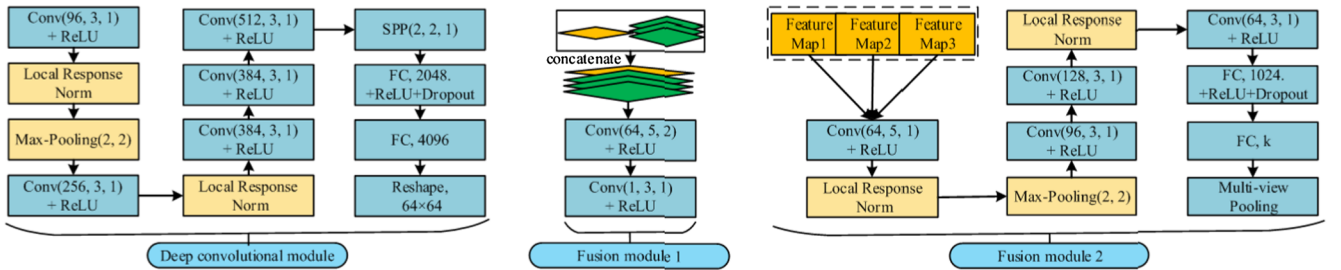 Conv(96, 3, 1)
+ ReLU
Local Response
Norm
Max-Pooling(2, 2)
Conv(256, 3, 1)
+ ReLU
Local Response
Norm
Conv(384, 3, 1)
+ ReLU
Conv(384, 3, 1)
+ ReLU
Conv(512, 3, 1)
+ ReLU
SPP(2, 2, 1)
FC, 2048.
+ReLU+Dropout
FC, 4096
Reshape,
64×64
Deep convolutional module
concatenate
Conv(64, 5, 2)
+ ReLU
Conv(1, 3, 1)
+ ReLU
Fusion module 1
Feature
Map1
Feature
Map2
Feature
Map3
Conv(64, 5, 1)
+ ReLU
Local Response
Norm
Max-Pooling(2, 2)
Conv(96, 3, 1)
+ ReLU
Conv(128, 3, 1)
+ ReLU
Local Response
Norm
Conv(64, 3, 1)
+ ReLU
FC, 1024.
+ReLU+Dropout
FC, k
Multi-view
Pooling
Fusion module 2